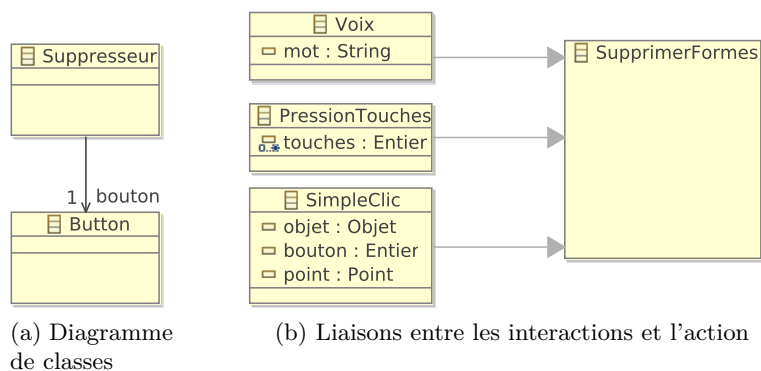 Suppresseur
1 bouton
Button
(a) Diagramme
de classes
Voix
mot : String
PressionTouches
0..* touches : Entier
SimpleClic
objet : Objet
bouton : Entier
point : Point
SupprimerFormes
(b) Liaisons entre les interactions et l'action